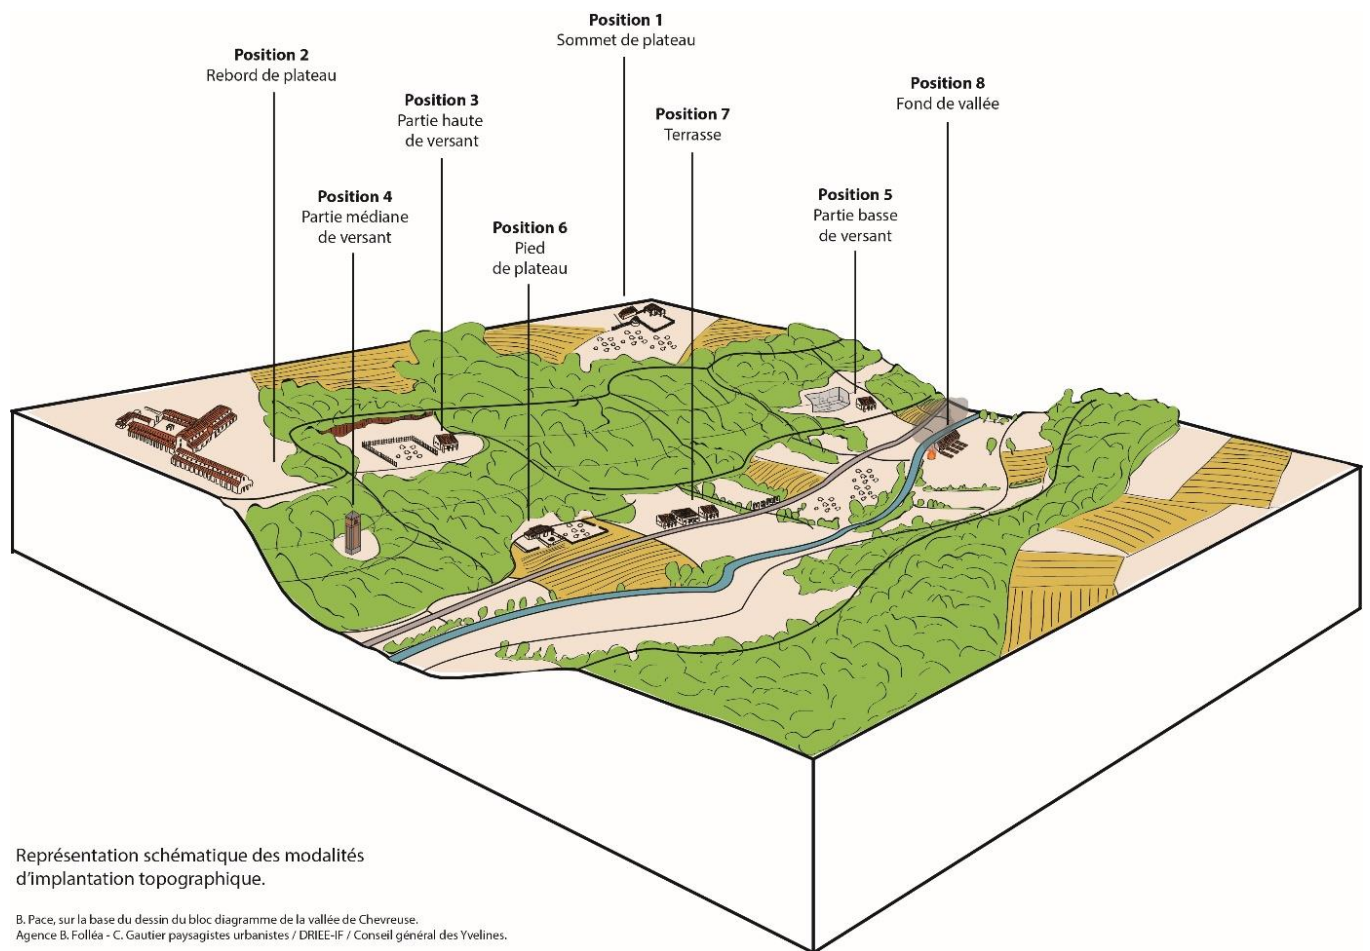 Position 1
Sommet de plateau
Position 2
Rebord de plateau
Position 8
Fond de vallée
Position 3
Partie haute
de versant
Position 7
Terrasse
Position 4
Partie médiane
de versant
Position 5
Partie basse
de versant
Position 6
Pied
de plateau
Représentation schématique des modalités
d'implantation topographique.
B. Pace, sur la base du dessin du bloc diagramme de la vallée de Chevreuse.
Agence B. Folléa - C. Gautier paysagistes urbanistes / DRIEE-IF / Conseil général des Yvelines.